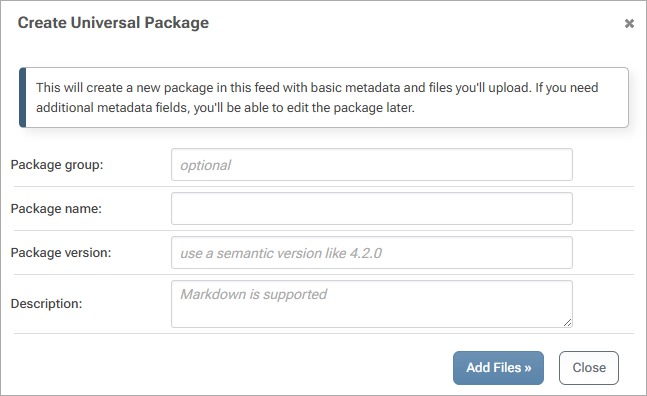 Create Universal Package
This will create a new package in this feed with basic metadata and files you'll upload. If you need
additional metadata fields, you'll be able to edit the package later.
Package group: optional
Package name:
Package version: use a semantic version like 4.2.0
Description: Markdown is supported
Add Files » Close